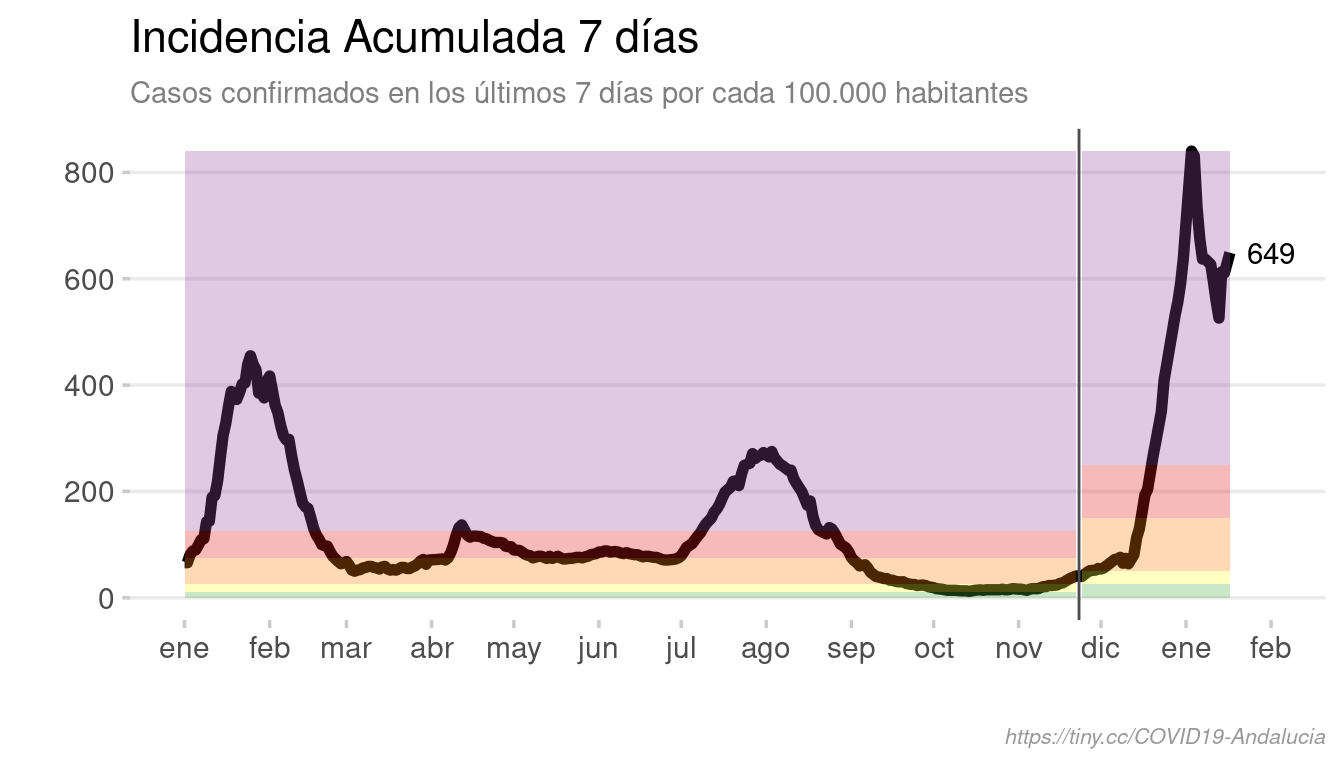 Incidencia Acumulada 7 días
Casos confirmados en los últimos 7 días por cada 100.000 habitantes
800
600
400
200
0
649
ene feb mar abr may jun jul ago sep oct nov dic ene feb
https://tiny.cc/COVID19-Andalucia